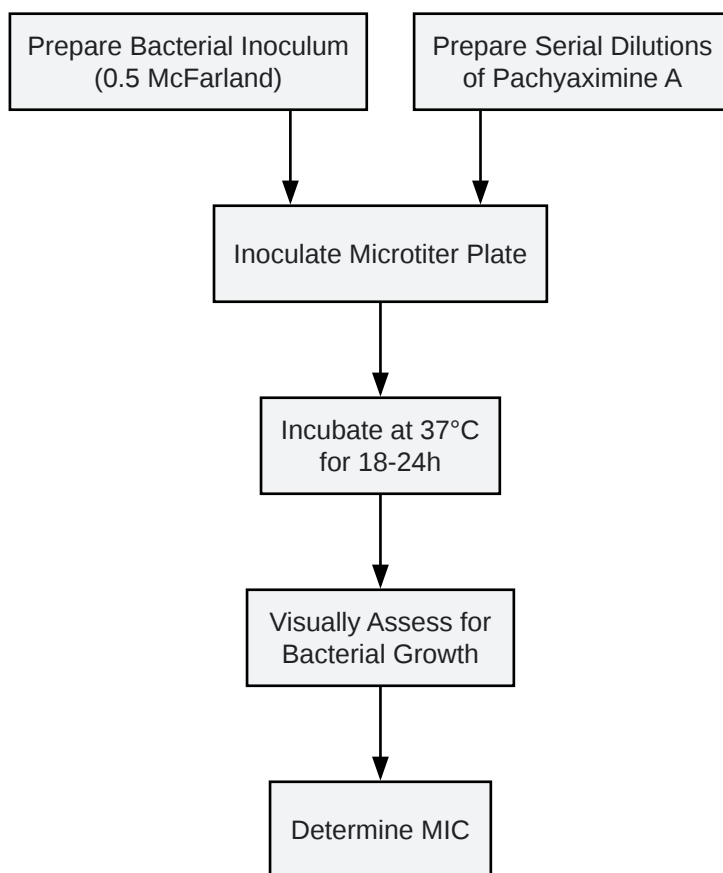 Prepare Bacterial Inoculum
(0.5 McFarland)
Prepare Serial Dilutions
of Pachyaximine A
Inoculate Microtiter Plate
Incubate at 37°C
for 18-24h
Visually Assess for
Bacterial Growth
Determine MIC